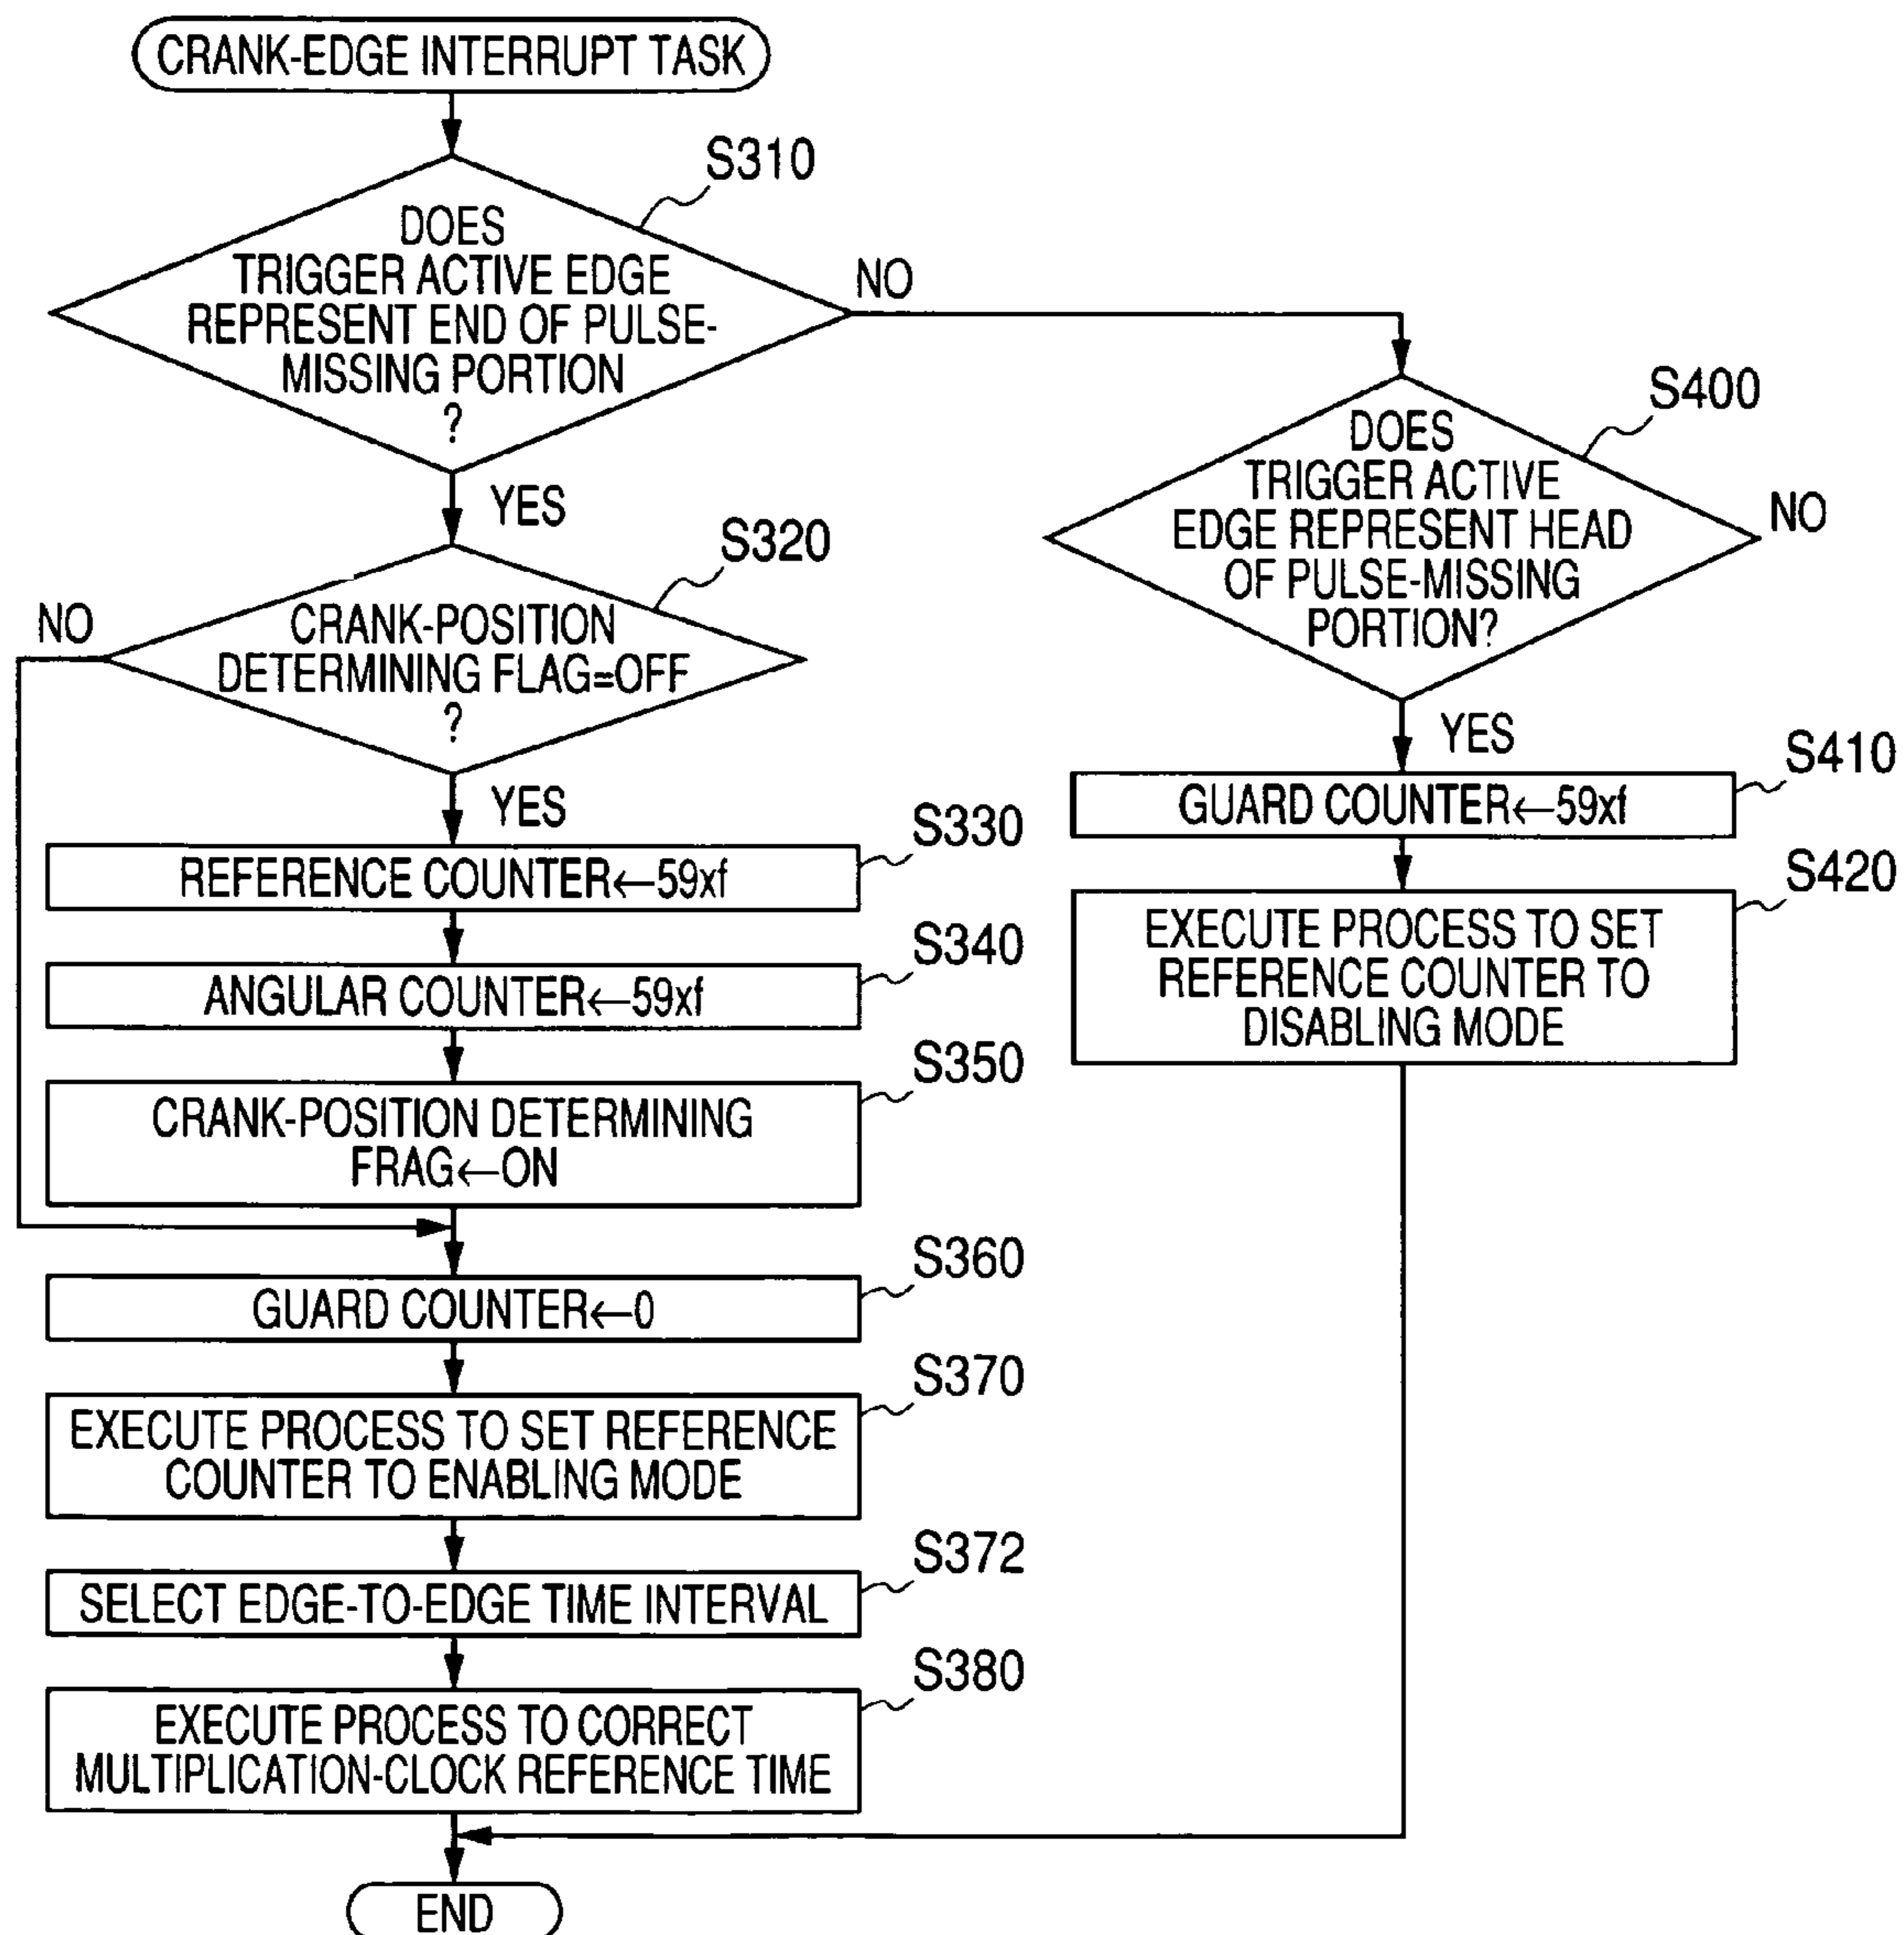 CRANK-EDGE INTERRUPT TASK
S310
DOES
TRIGGER ACTIVE EDGE
REPRESENT END OF PULSE-
MISSING PORTION
?
NO
YES
S320
CRANK-POSITION
DETERMINING FLAG=OFF
?
NO
YES
S330
REFERENCE COUNTER←59xf
S340
ANGULAR COUNTER←59xf
S350
CRANK-POSITION DETERMINING
FRAG←ON
S360
GUARD COUNTER←0
S370
EXECUTE PROCESS TO SET REFERENCE
COUNTER TO ENABLING MODE
S372
SELECT EDGE-TO-EDGE TIME INTERVAL
S380
EXECUTE PROCESS TO CORRECT
MULTIPLICATION-CLOCK REFERENCE TIME
END
S400
DOES
TRIGGER ACTIVE
EDGE REPRESENT HEAD
OF PULSE-MISSING
PORTION?
NO
YES
S410
GUARD COUNTER←59xf
S420
EXECUTE PROCESS TO SET
REFERENCE COUNTER TO
DISABLING MODE